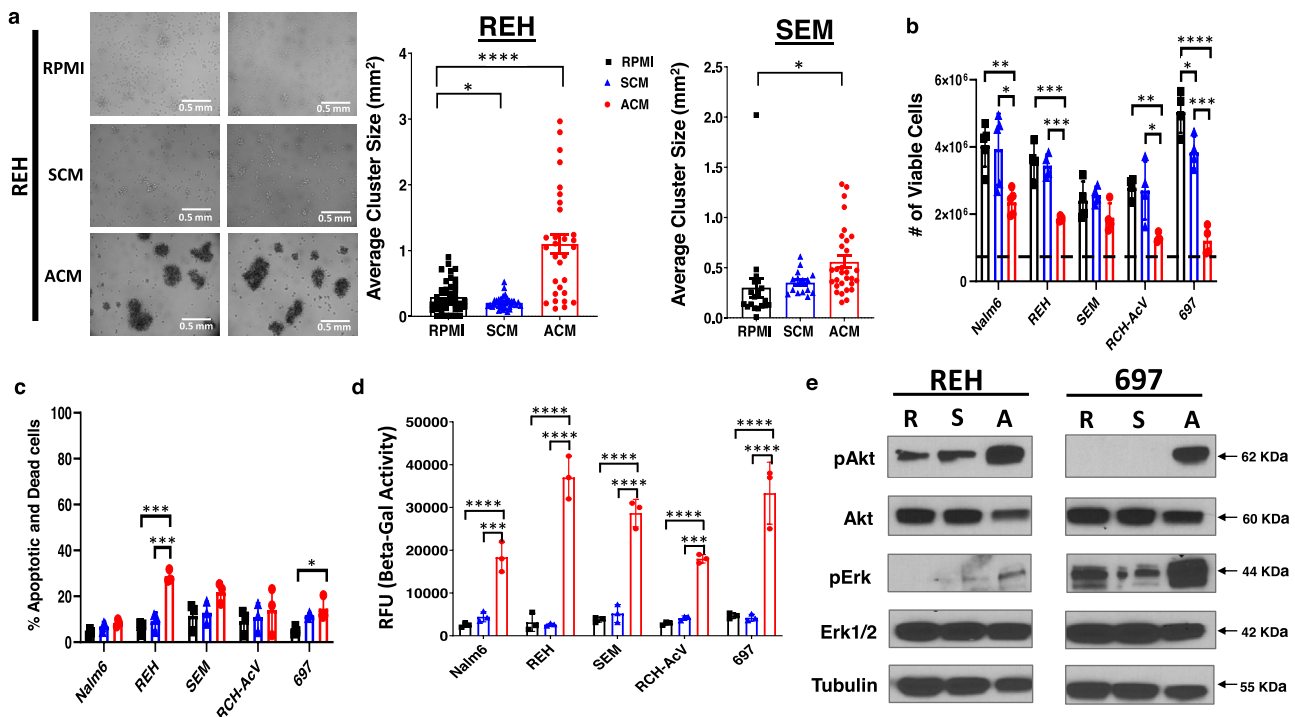 a
REH
RPMI
SCM
ACM
0.5 mm
0.5 mm
0.5 mm
0.5 mm
0.5 mm
0.5 mm
REH
Average Cluster Size (mm²)
4
3
2
1
0
****
*
RPMI
SCM
ACM
RPMI
SCM
ACM
SEM
Average Cluster Size (mm²)
2.5
2.0
1.5
1.0
0.5
0.0
*
RPMI
SCM
ACM
b
# of Viable Cells
6×10⁶
4×10⁶
2×10⁶
0
**
*
***
***
**
*
****
*
***
Nalm6
REH
SEM
RCH-AcV
697
c
% Apoptotic and Dead cells
100
80
60
40
20
0
***
***
*
Nalm6
REH
SEM
RCH-AcV
697
d
RFU (Beta-Gal Activity)
50000
40000
30000
20000
10000
0
****
***
****
****
****
****
****
***
****
****
Nalm6
REH
SEM
RCH-AcV
697
e
REH
697
R S A R S A
pAkt 62 KDa
Akt 60 KDa
pErk 44 KDa
Erk1/2 42 KDa
Tubulin 55 KDa